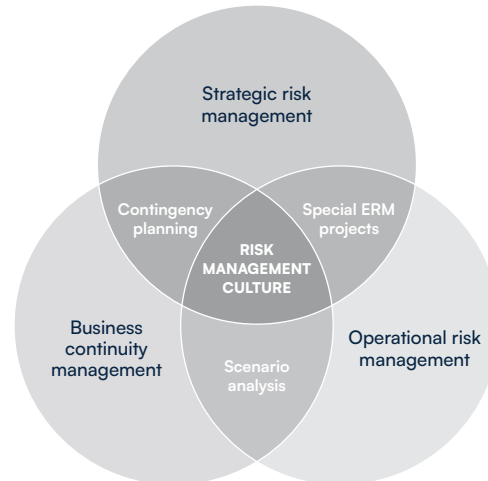 Strategic risk
management
Contingency
planning
Special ERM
projects
RISK
MANAGEMENT
CULTURE
Business
continuity
management
Scenario
analysis
Operational risk
management